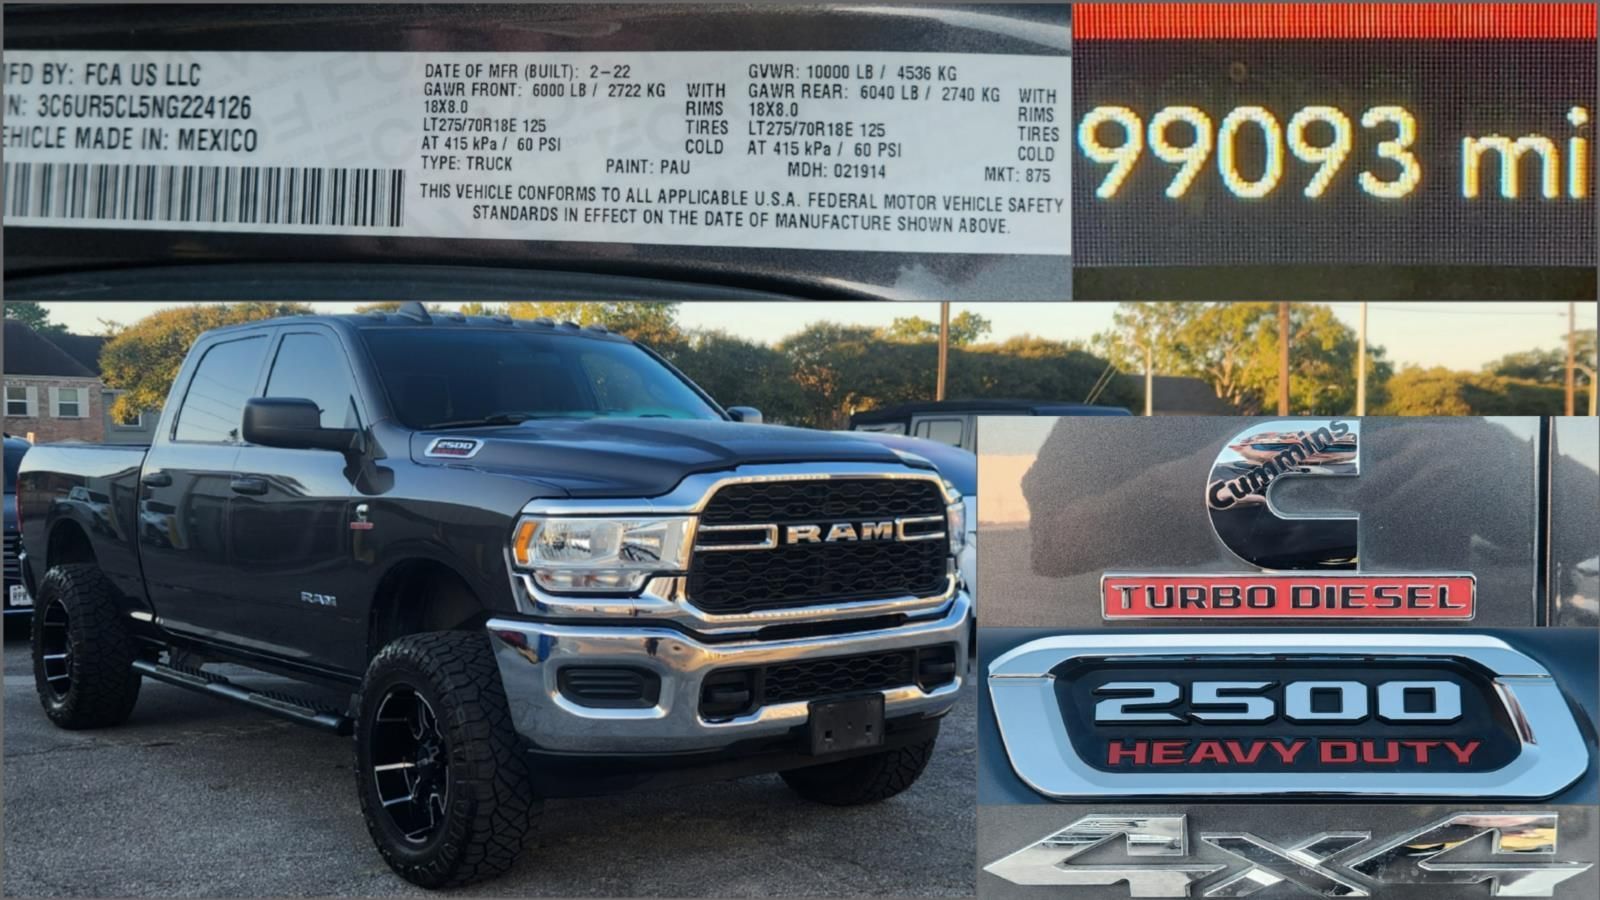 MFD BY: FCA US LLC
VIN: 3C6UR5CL5NG224126
VEHICLE MADE IN: MEXICO
DATE OF MFR (BUILT): 2-22
GAWR FRONT: 6000 LB / 2722 KG WITH
18X8.0 RIMS
LT275/70R18E 125 TIRES
AT 415 kPa / 60 PSI COLD
GVWR: 10000 LB / 4536 KG
GAWR REAR: 6040 LB / 2740 KG WITH
18X8.0 RIMS
LT275/70R18E 125 TIRES
AT 415 kPa / 60 PSI COLD
TYPE: TRUCK PAINT: PAU MDH: 021914 MKT: 875
THIS VEHICLE CONFORMS TO ALL APPLICABLE U.S.A. FEDERAL MOTOR VEHICLE SAFETY
STANDARDS IN EFFECT ON THE DATE OF MANUFACTURE SHOWN ABOVE.
99093 mi
2500
RAM
RAM
Cummins
TURBO DIESEL
2500
HEAVY DUTY
4x4